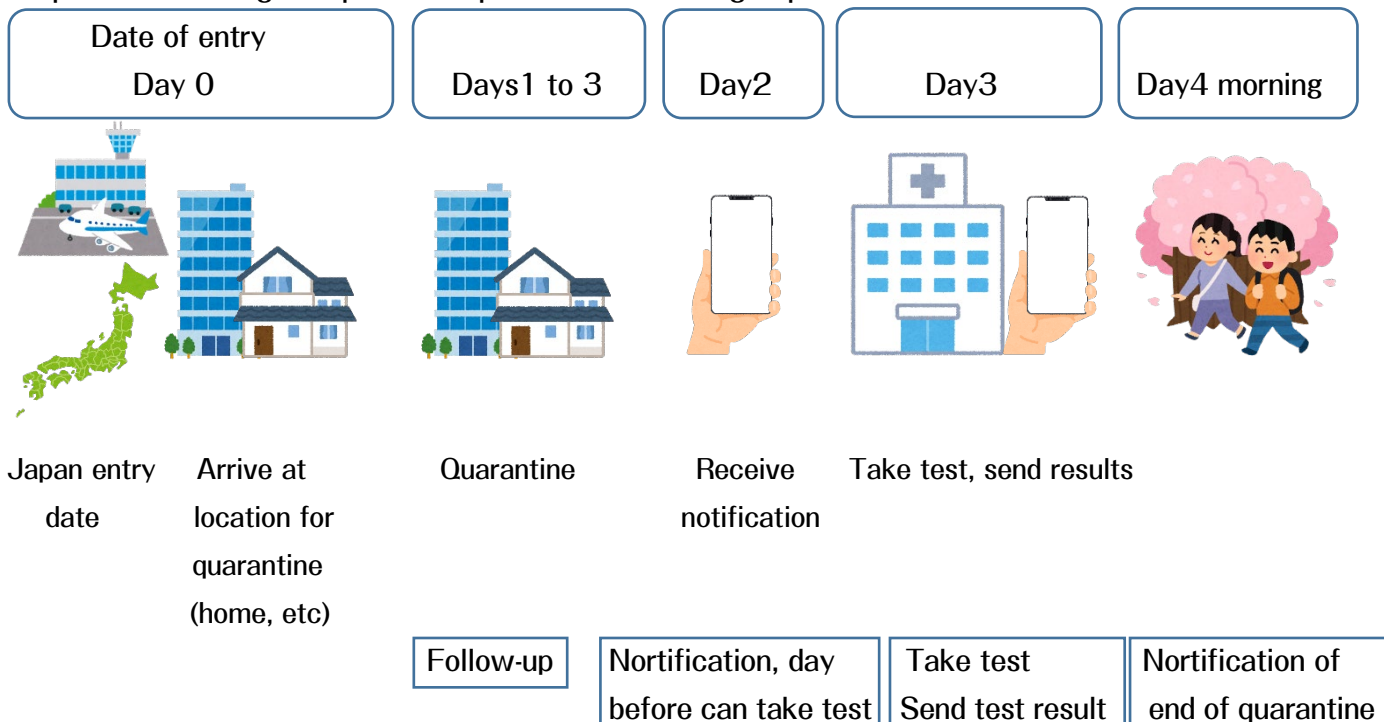 Date of entry
Day 0
Days1 to 3
Day2
Day3
Day4 morning
Japan entry
date
Arrive at
location for
quarantine
(home, etc)
Quarantine
Receive
notification
Take test, send results
Follow-up
Nortification, day
before can take test
Take test
Send test result
Nortification of
end of quarantine